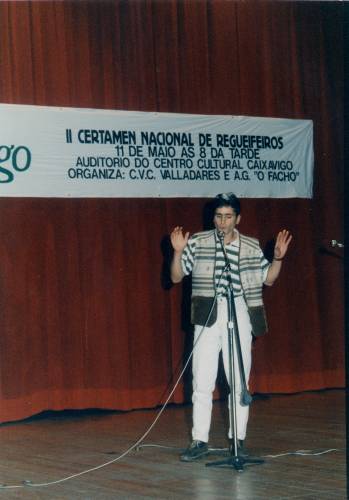 go
II CERTAMEN NACIONAL DE REGUEIFEIROS
11 DE MAIO AS 8 DA TARDE
AUDITORIO DO CENTRO CULTURAL CAIXAVIGO
ORGANIZA: C.V.C. VALLADARES E A.G. "O FACHO"